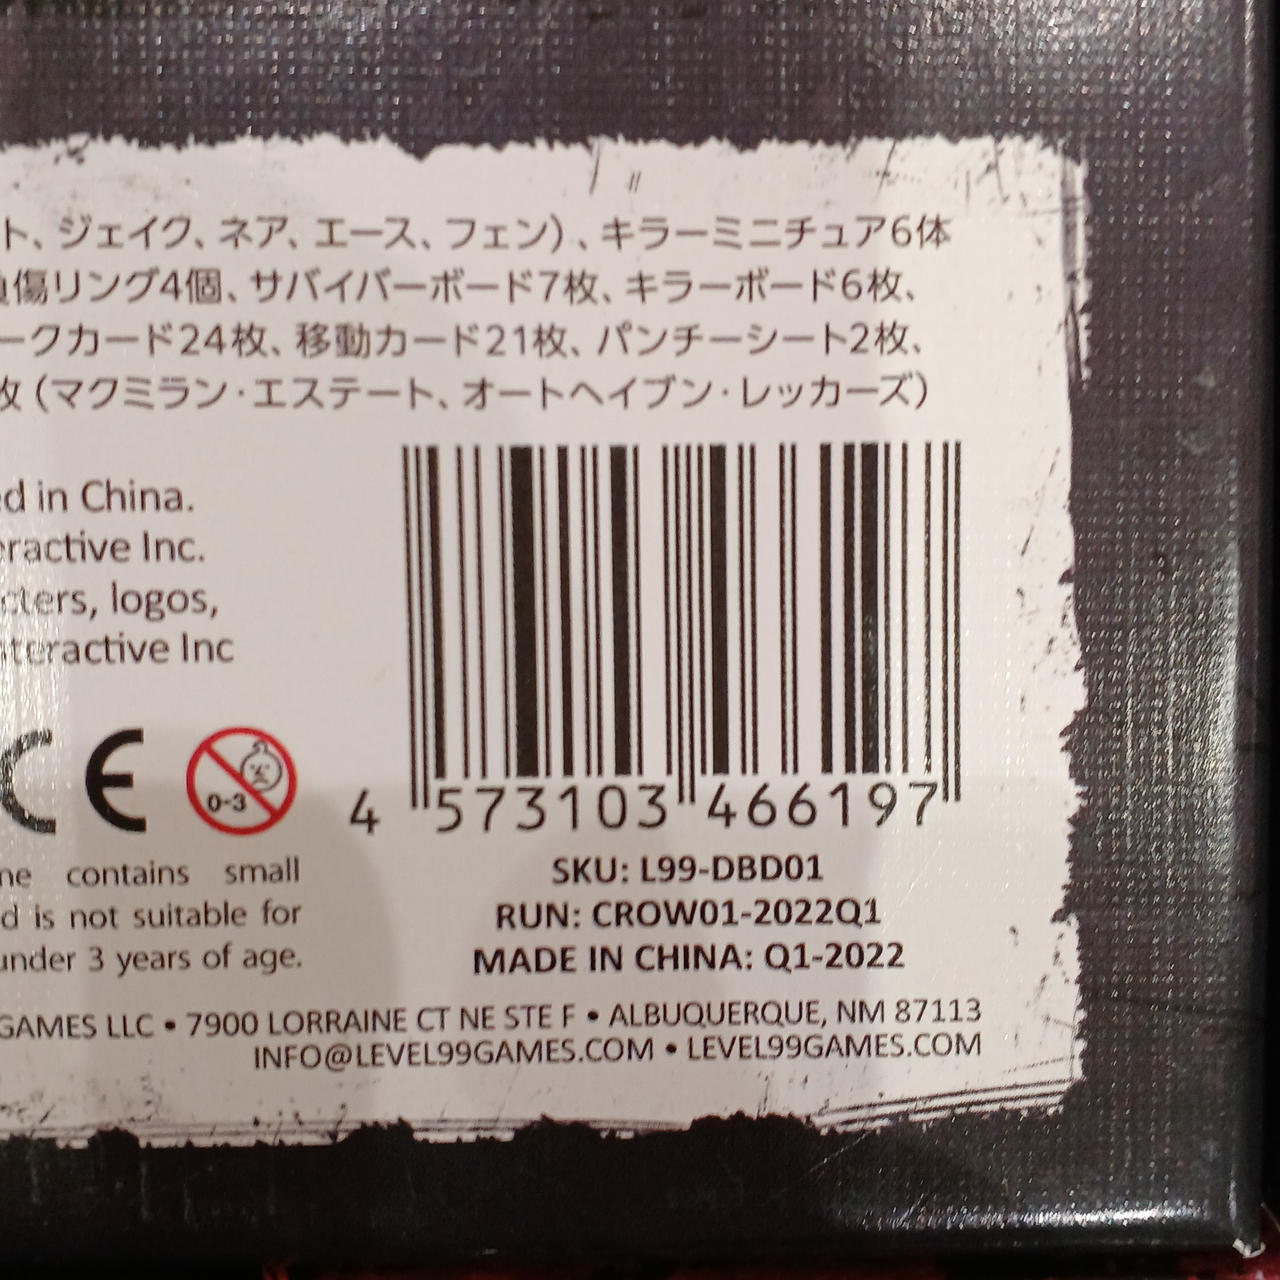 ト、ジェイク、ネア、エース、フェン）、キラーミニチュア6体
傷リング4個、サバイバーボード7枚、キラーボード6枚、
ークカード24枚、移動カード21枚、パンチーシート2枚、
枚（マクミラン・エステート、オートヘイブン・レッカーズ）
ed in China.
eractive Inc.
cters, logos,
nteractive Inc
CE
0-3
4 573103 466197
SKU: L99-DBD01
RUN: CROW01-2022Q1
MADE IN CHINA: Q1-2022
me contains small
d is not suitable for
under 3 years of age.
GAMES LLC • 7900 LORRAINE CT NE STE F • ALBUQUERQUE, NM 87113
INFO@LEVEL99GAMES.COM • LEVEL99GAMES.COM